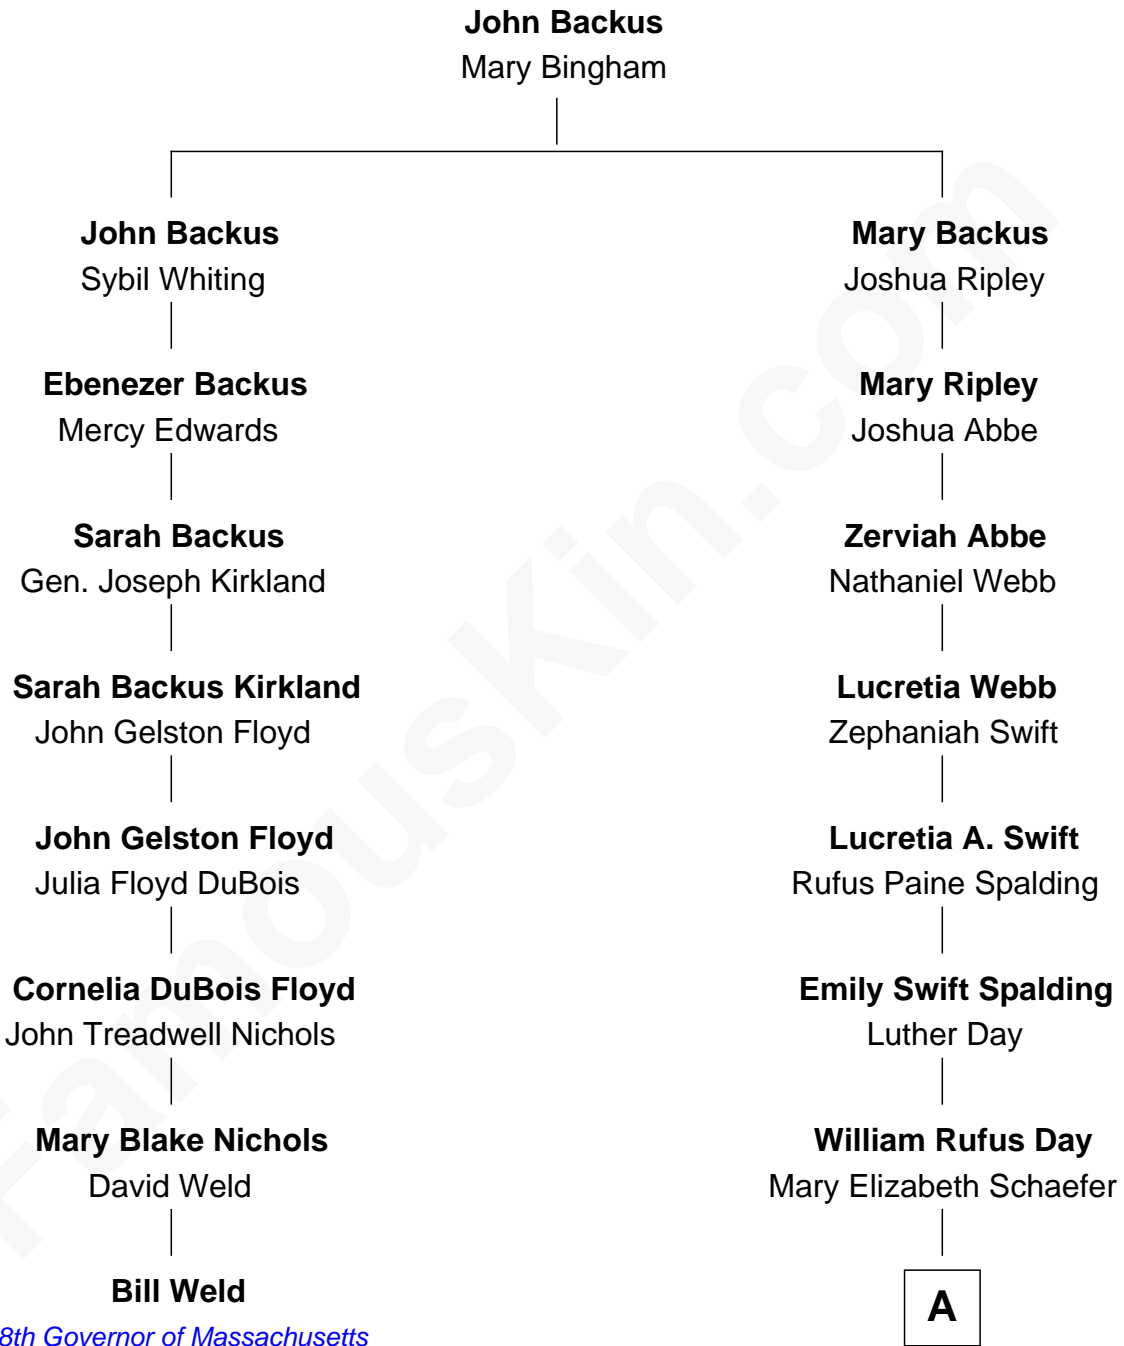 John Backus
Mary Bingham
John Backus
Sybil Whiting
Mary Backus
Joshua Ripley
Ebenezer Backus
Mercy Edwards
Mary Ripley
Joshua Abbe
Sarah Backus
Gen. Joseph Kirkland
Zerviah Abbe
Nathaniel Webb
Sarah Backus Kirkland
John Gelston Floyd
Lucretia Webb
Zephaniah Swift
John Gelston Floyd
Julia Floyd DuBois
Lucretia A. Swift
Rufus Paine Spalding
Cornelia DuBois Floyd
John Treadwell Nichols
Emily Swift Spalding
Luther Day
Mary Blake Nichols
David Weld
William Rufus Day
Mary Elizabeth Schaefer
Bill Weld
8th Governor of Massachusetts
A
FamousKin.com